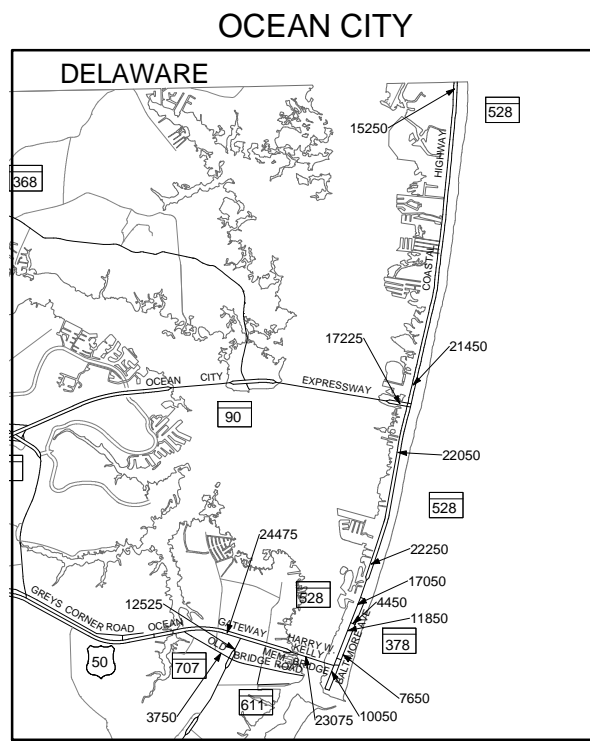 OCEAN CITY
DELAWARE
528
15250
368
HIGHWAY
COASTAL
17225
21450
OCEAN CITY EXPRESSWAY
90
22050
528
24475
22250
12525
528
17050
4450
11850
GREYS CORNER ROAD
OCEAN GATEWAY
HARRY W.
KELLY
MEM. BRIDGE
BALTIMORE AVE
378
OLD BRIDGE ROAD
50
707
7650
3750
611
10050
23075